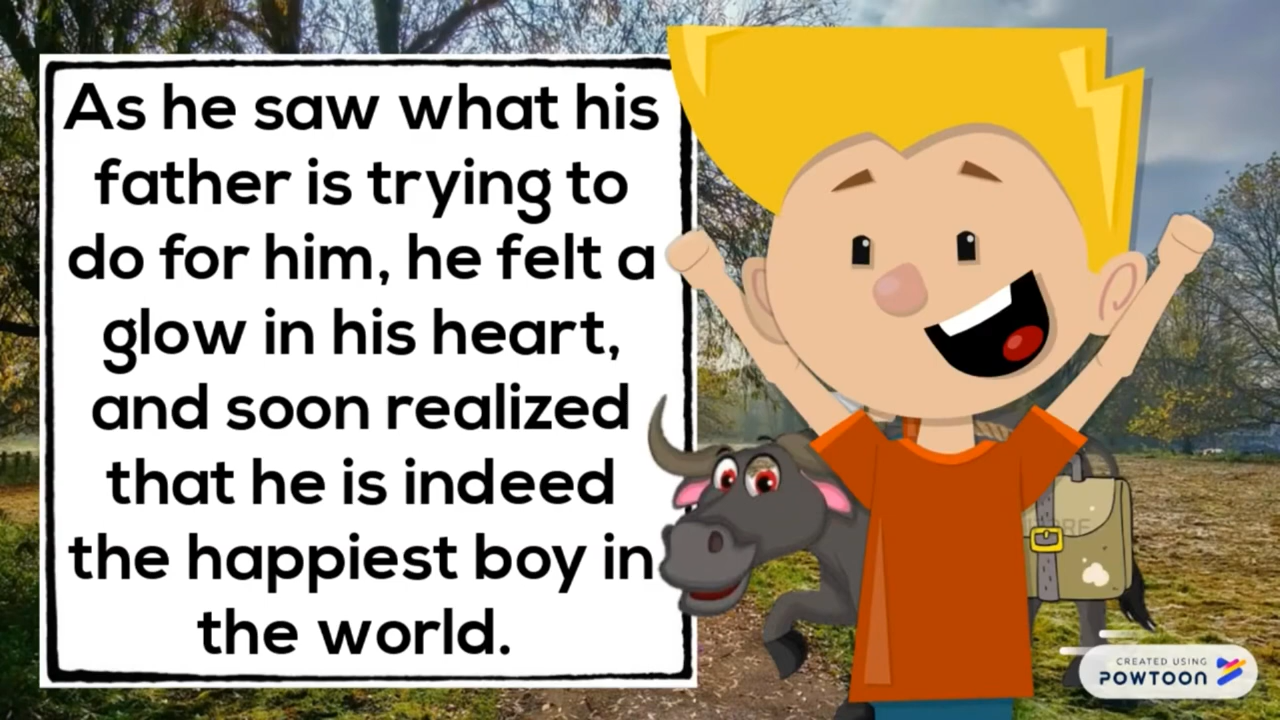 As he saw what his
father is trying to
do for him, he felt a
glow in his heart,
and soon realized
that he is indeed
the happiest boy in
the world.
CREATED USING
POWTOON